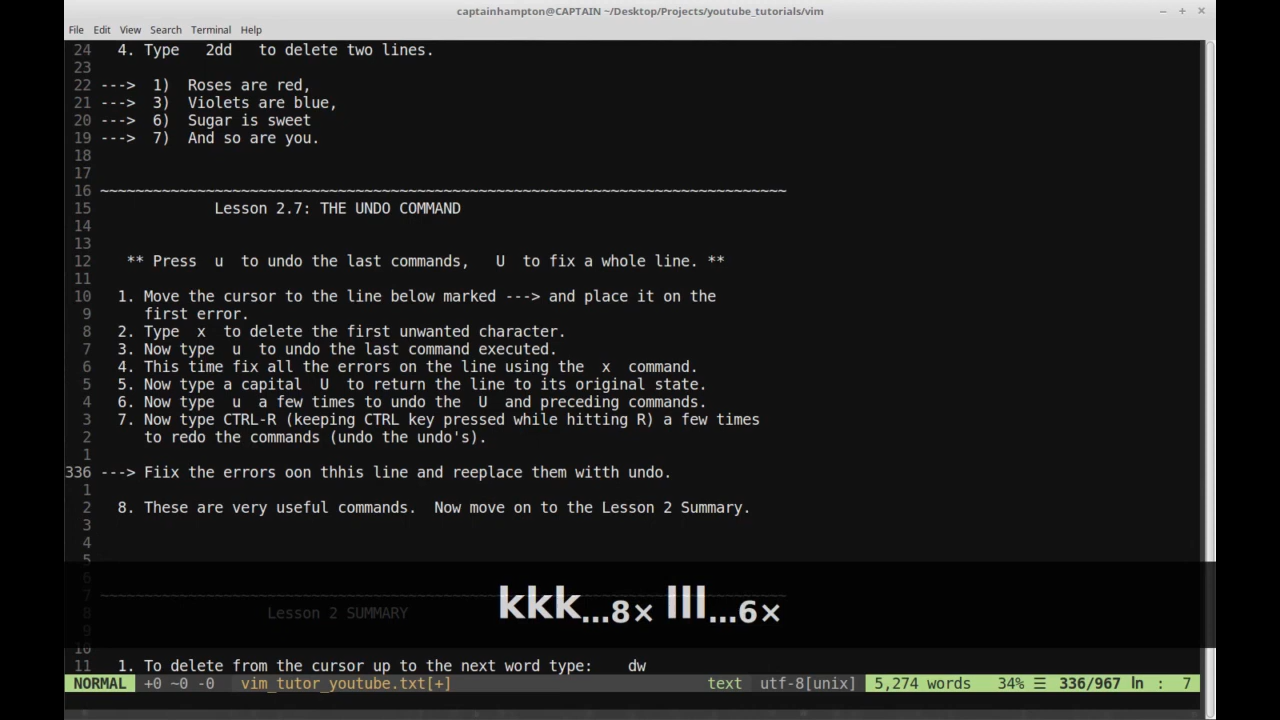 captainhampton@CAPTAIN ~/Desktop/Projects/youtube_tutorials/vim
File Edit View Search Terminal Help
24 4. Type 2dd to delete two lines.
23
22 ---> 1) Roses are red,
21 ---> 3) Violets are blue,
20 ---> 6) Sugar is sweet
19 ---> 7) And so are you.
18
17
16 ~~~~~~~~~~~~~~~~~~~~~~~~~~~~~~~~~~~~~~~~~~~~~~~~~~~~~~~~~~~~~~~~~~~~~~~~~~~~~~
15 Lesson 2.7: THE UNDO COMMAND
14
13
12 ** Press u to undo the last commands, U to fix a whole line. **
11
10 1. Move the cursor to the line below marked ---> and place it on the
9 first error.
8 2. Type x to delete the first unwanted character.
7 3. Now type u to undo the last command executed.
6 4. This time fix all the errors on the line using the x command.
5 5. Now type a capital U to return the line to its original state.
4 6. Now type u a few times to undo the U and preceding commands.
3 7. Now type CTRL-R (keeping CTRL key pressed while hitting R) a few times
2 to redo the commands (undo the undo's).
1
336 ---> Fiix the errors oon thhis line and reeplace them witth undo.
1
2 8. These are very useful commands. Now move on to the Lesson 2 Summary.
3
4
5
6
7 ~~~~~~~~~~~~~~~~~~~~~~~~~~~~~~~~~~~~~~~~~~~~~~~~~~~~~~~~~~~~~~~~~~~~~~~~~~~~~~
kkk...8× lll...6×
8 Lesson 2 SUMMARY
9
10
11 1. To delete from the cursor up to the next word type: dw
NORMAL +0 ~0 -0 vim_tutor_youtube.txt[+] text utf-8[unix] 5,274 words 34% ☰ 336/967 ln : 7